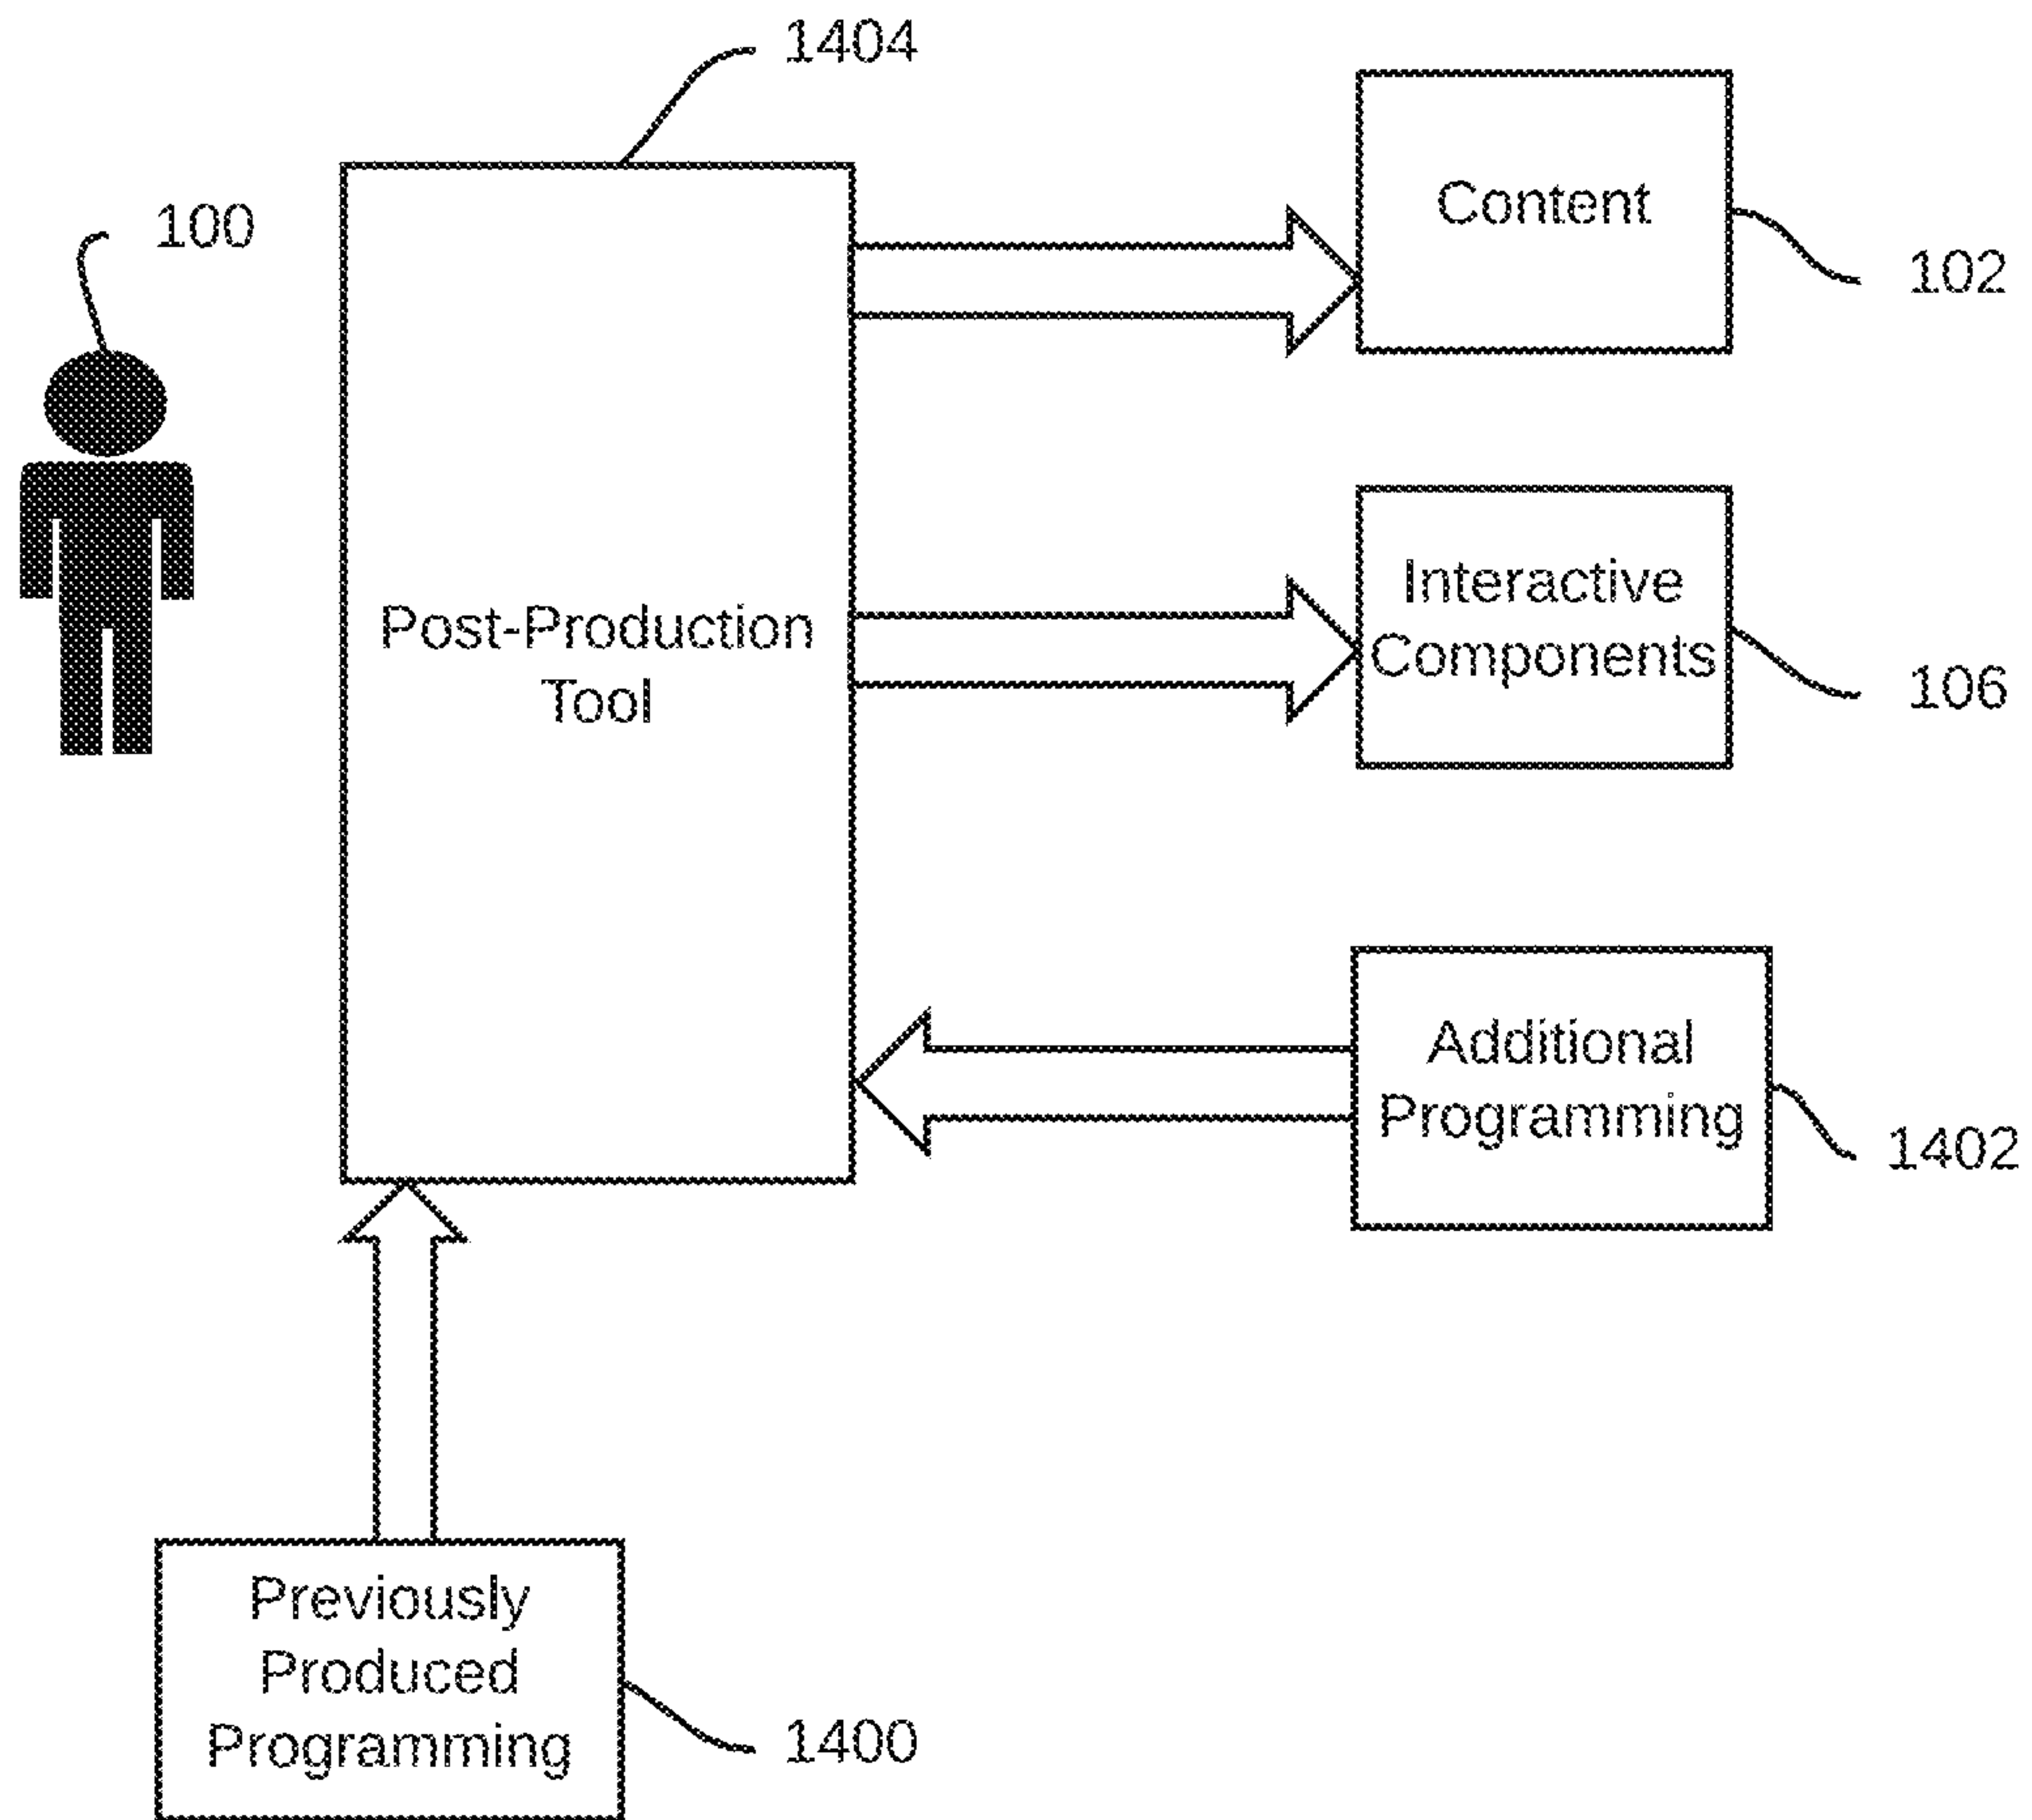 1404
Content
100
102
Interactive
Components
Post-Production
Tool
106
Additional
Programming
1402
Previously
Produced
Programming
1400